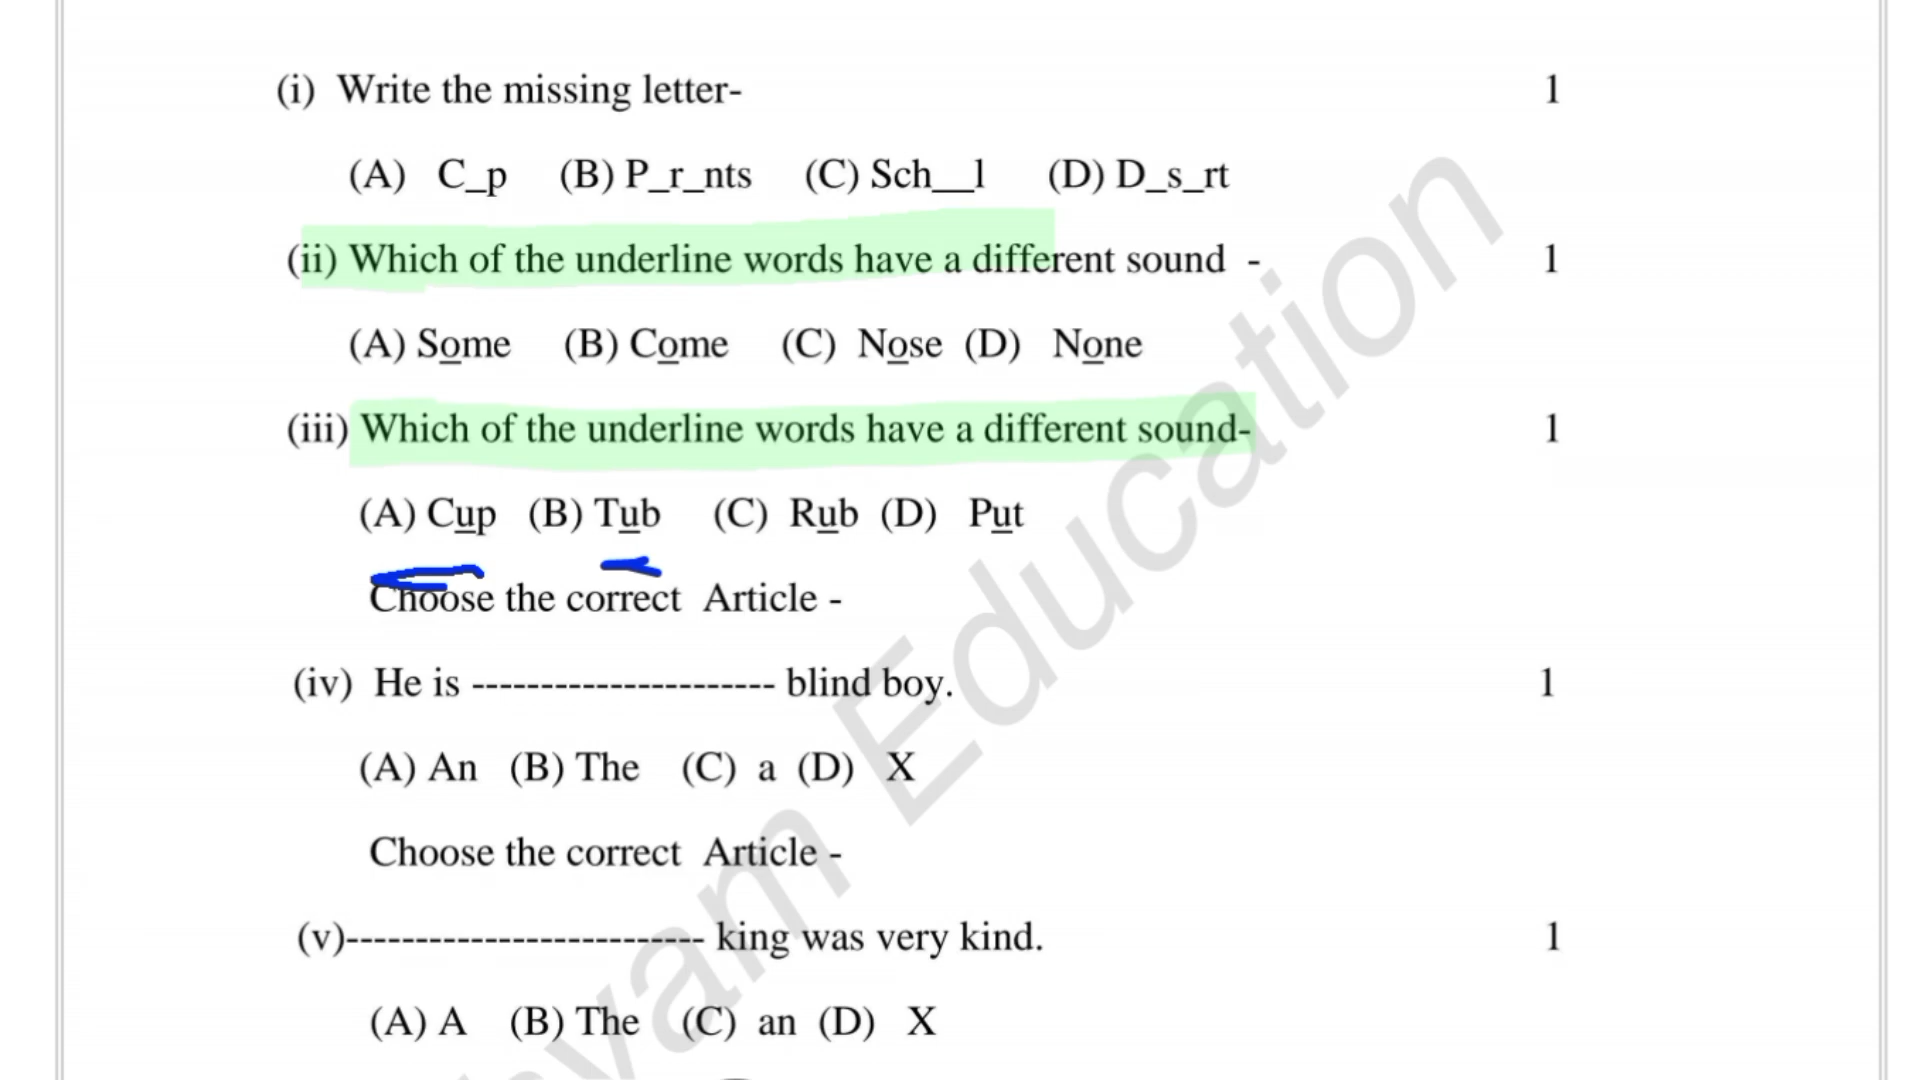 (i) Write the missing letter- 1
(A) C_p (B) P_r_nts (C) Sch__l (D) D_s_rt
(ii) Which of the underline words have a different sound - 1
(A) Some (B) Come (C) Nose (D) None
(iii) Which of the underline words have a different sound- 1
(A) Cup (B) Tub (C) Rub (D) Put
Choose the correct Article -
(iv) He is ---------------------- blind boy. 1
(A) An (B) The (C) a (D) X
Choose the correct Article -
(v)-------------------------- king was very kind. 1
(A) A (B) The (C) an (D) X
Education